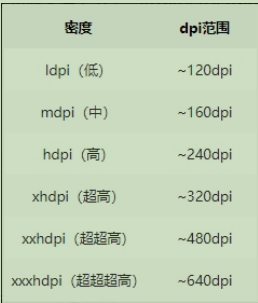 密度 dpi范围
ldpi（低） ~120dpi
mdpi（中） ~160dpi
hdpi（高） ~240dpi
xhdpi（超高） ~320dpi
xxhdpi（超超高） ~480dpi
xxxhdpi（超超超高） ~640dpi